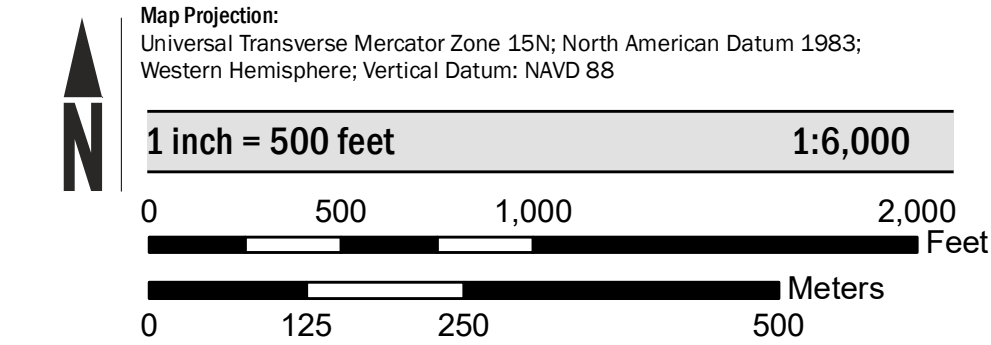 Map Projection:
Universal Transverse Mercator Zone 15N; North American Datum 1983;
Western Hemisphere; Vertical Datum: NAVD 88
N
1 inch = 500 feet 1:6,000
0 500 1,000 2,000
Feet
Meters
0 125 250 500